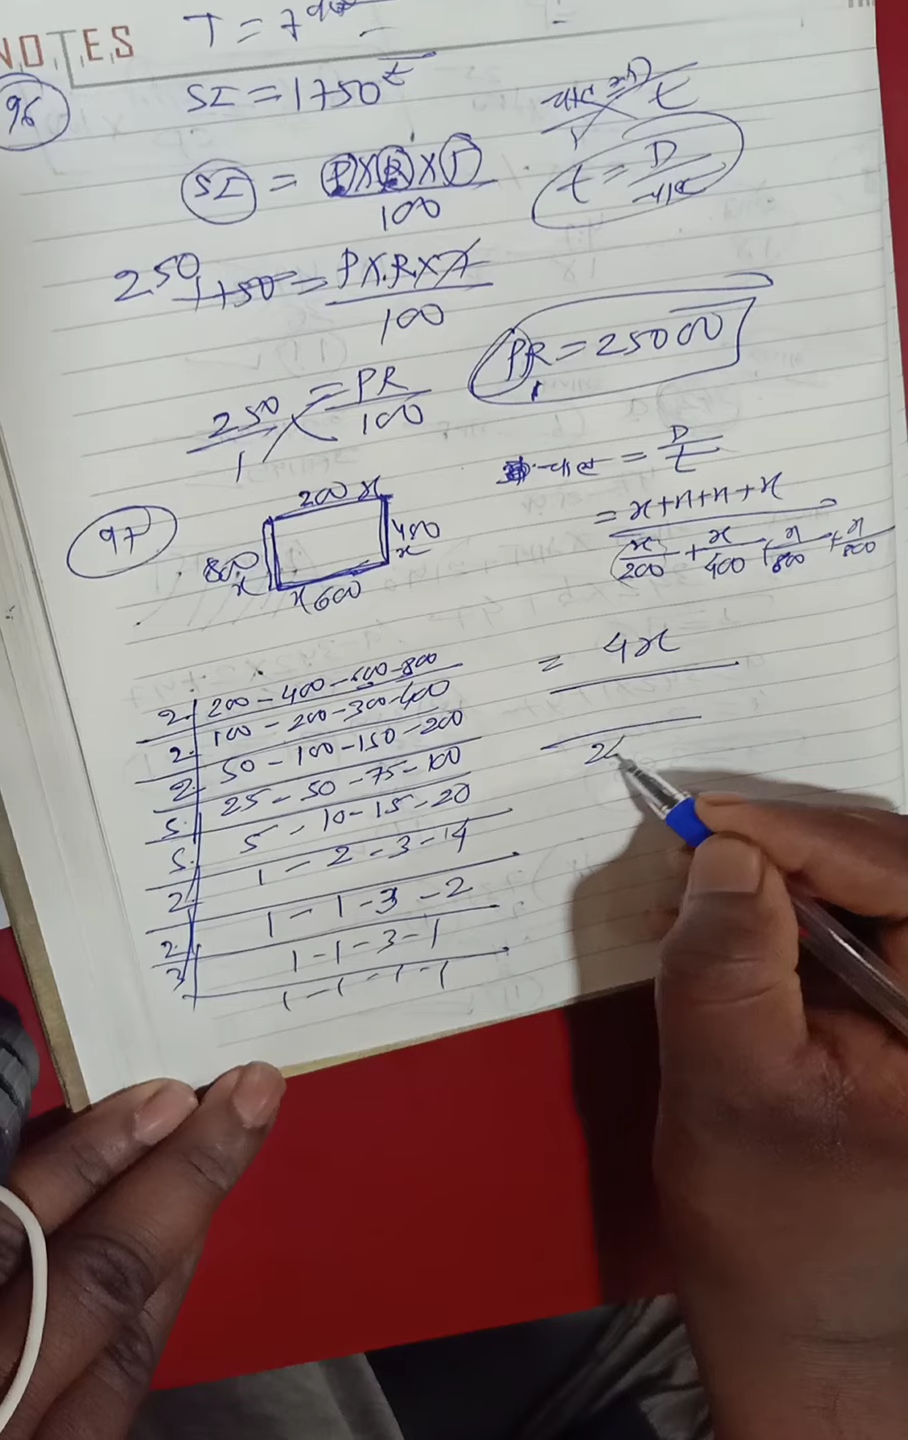 NOTES
T = 7
96
SI = 1750
SI = P×R×T
100
t = D
250 1750 = P×R×7
100
PR = 25000
250 = PR
1 100
97
200 x
400
x
800
x
x 600
= D
t
= x+x+x+x
x/200 + x/400 + x/800 + x/800
= 4x
2 200 - 400 - 600 - 800
2 100 - 200 - 300 - 400
2 50 - 100 - 150 - 200
5 25 - 50 - 75 - 100
5 5 - 10 - 15 - 20
2 1 - 2 - 3 - 4
2 1 - 1 - 3 - 2
3 1 - 1 - 3 - 1
1 - 1 - 1 - 1